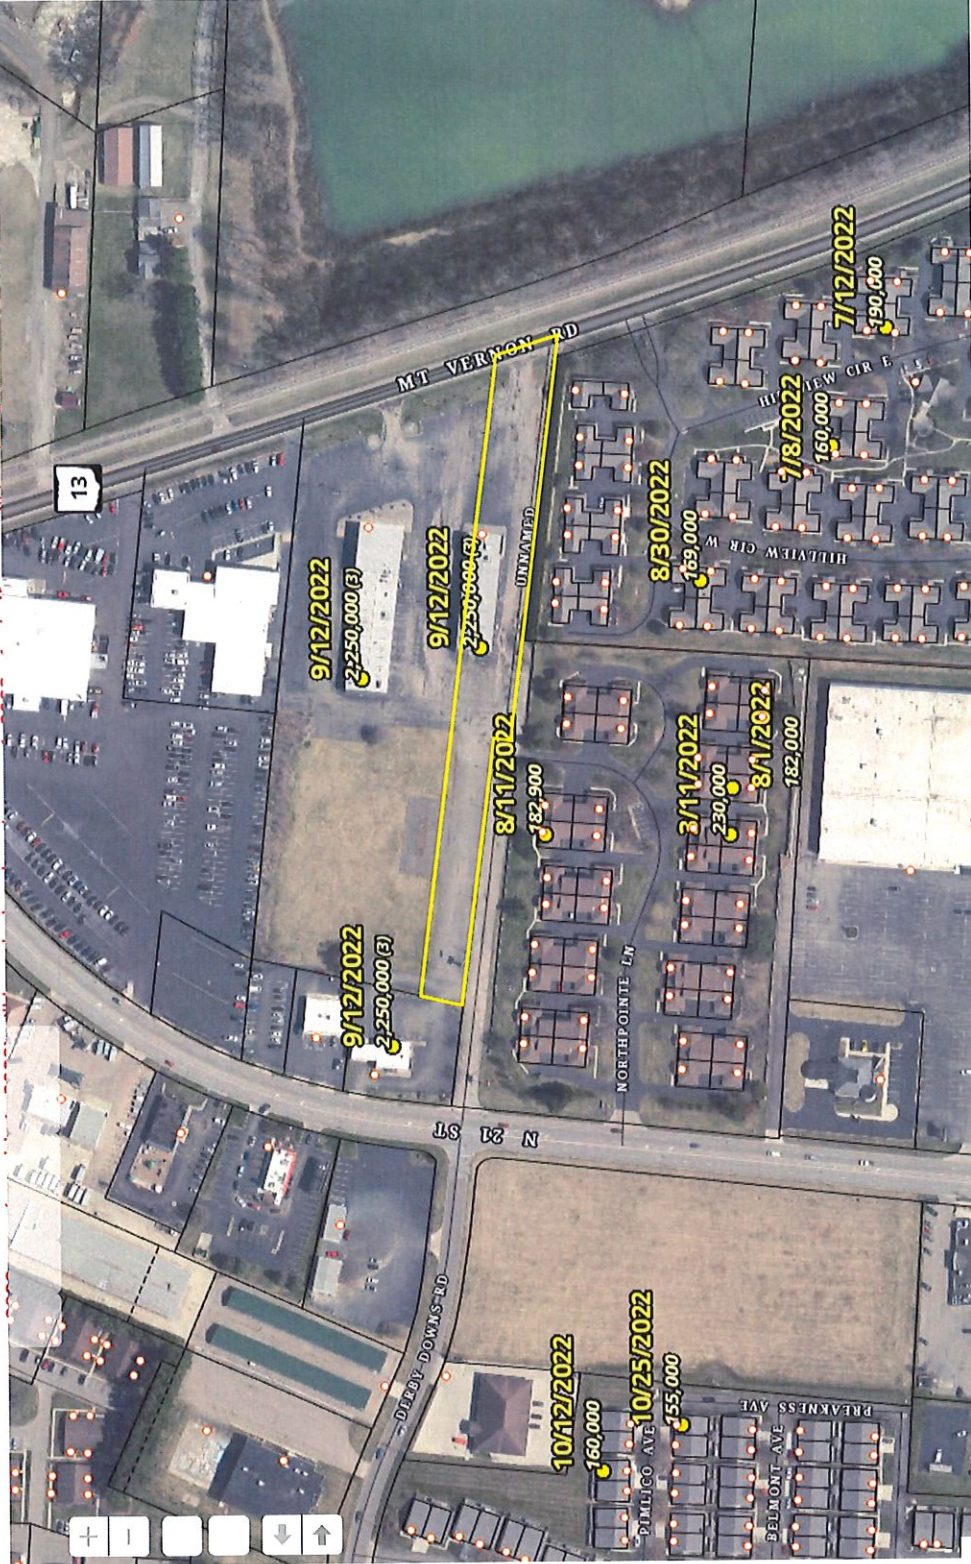 13
9/12/2022
2,250,000 (3)
9/12/2022
2,250,000 (3)
9/12/2022
2,250,000 (3)
MT VERNON RD
DERBY DOWNS RD
N 21 ST
UNNAMED
8/11/2022
182,900
10/12/2022
160,000
NORTHPOINTE LN
10/25/2022
155,000
PIMLICO AVE
8/30/2022
169,000
3/11/2022
230,000
HILLVIEW CIR W
8/1/2022
182,000
7/8/2022
160,000
HILLVIEW CIR E
7/12/2022
190,000
BELMONT AVE
PREAKNESS AVE